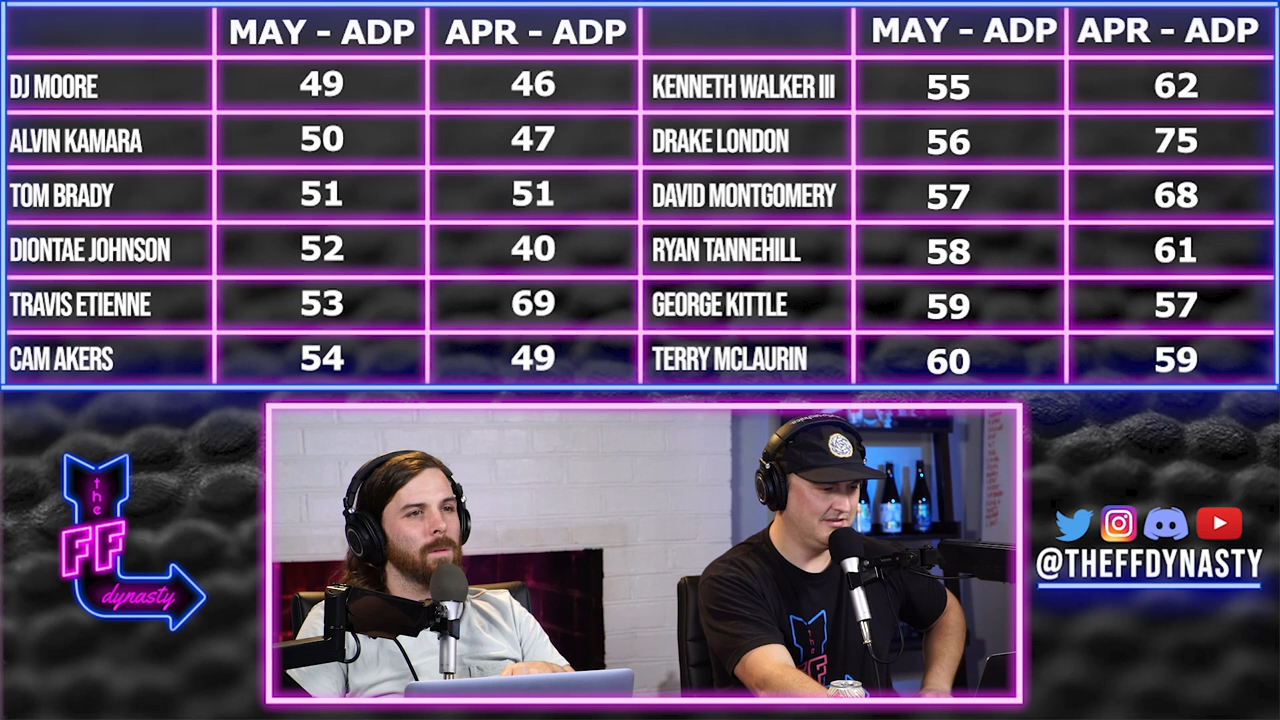 MAY - ADP APR - ADP MAY - ADP APR - ADP
DJ MOORE 49 46 KENNETH WALKER III 55 62
ALVIN KAMARA 50 47 DRAKE LONDON 56 75
TOM BRADY 51 51 DAVID MONTGOMERY 57 68
DIONTAE JOHNSON 52 40 RYAN TANNEHILL 58 61
TRAVIS ETIENNE 53 69 GEORGE KITTLE 59 57
CAM AKERS 54 49 TERRY MCLAURIN 60 59
the
FF
dynasty
@THEFFDYNASTY
the
FF